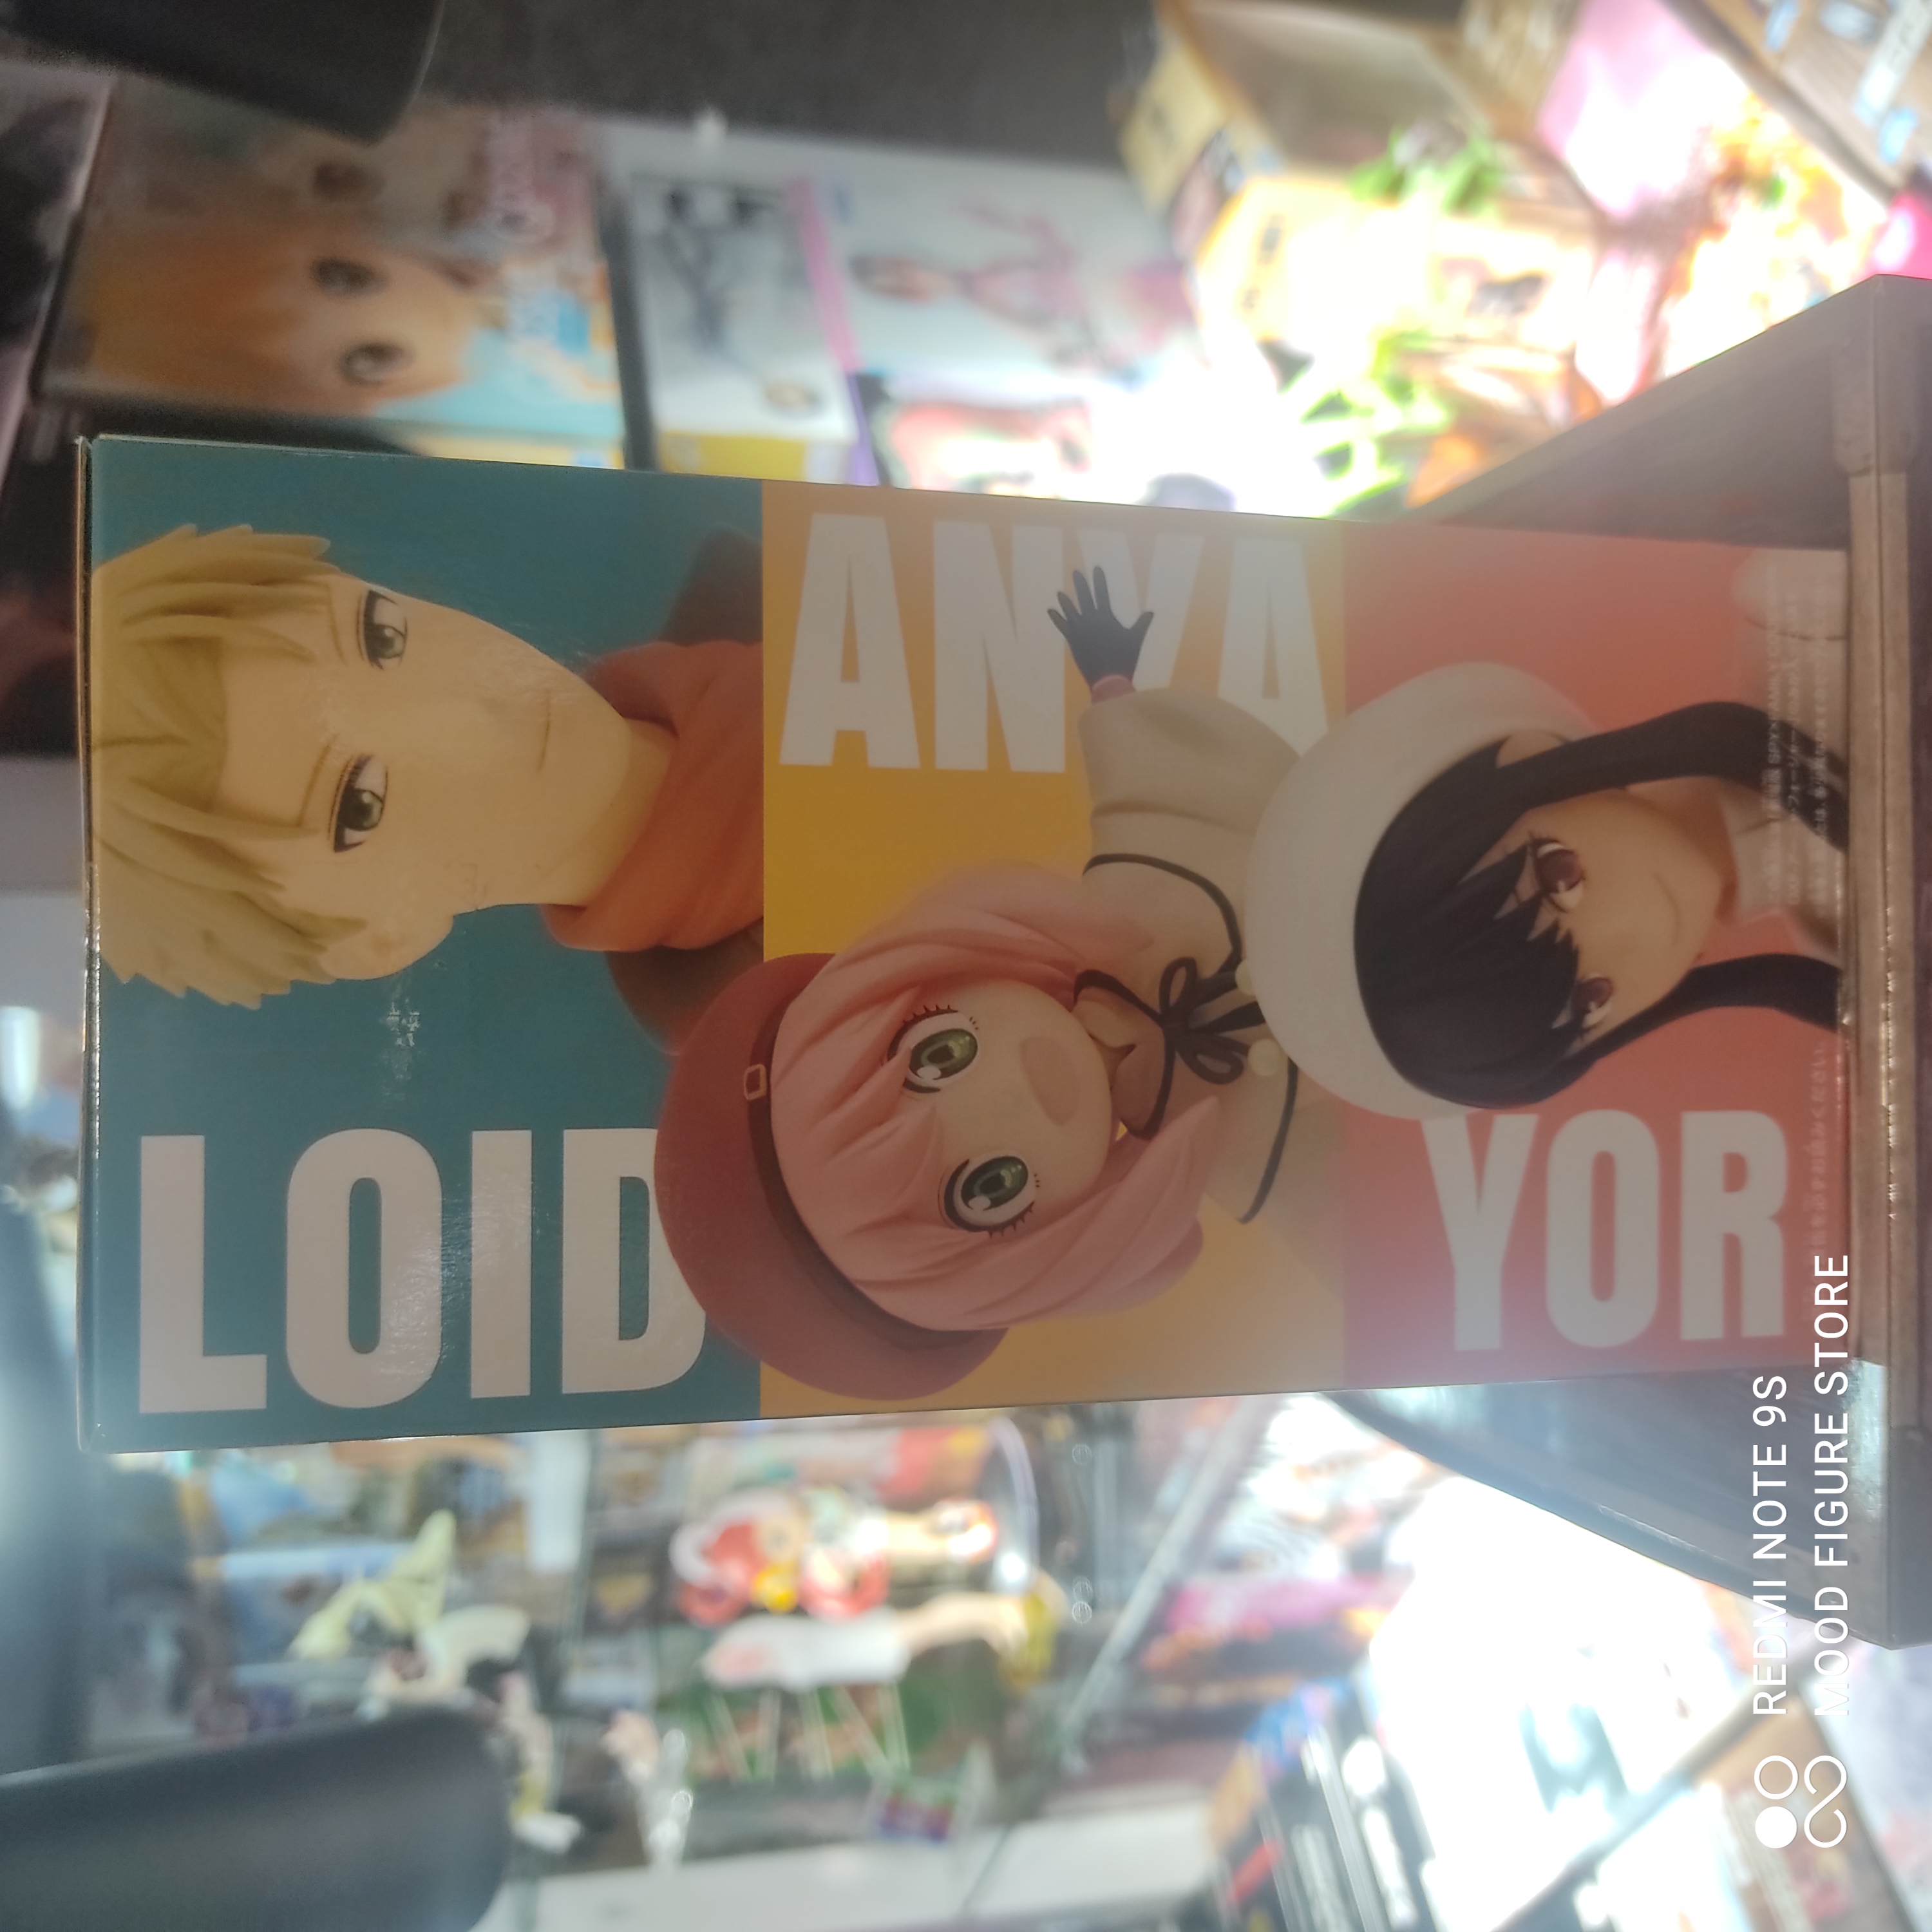 LOID
ANYA
YOR
REDMI NOTE 9S
MOOD FIGURE STORE